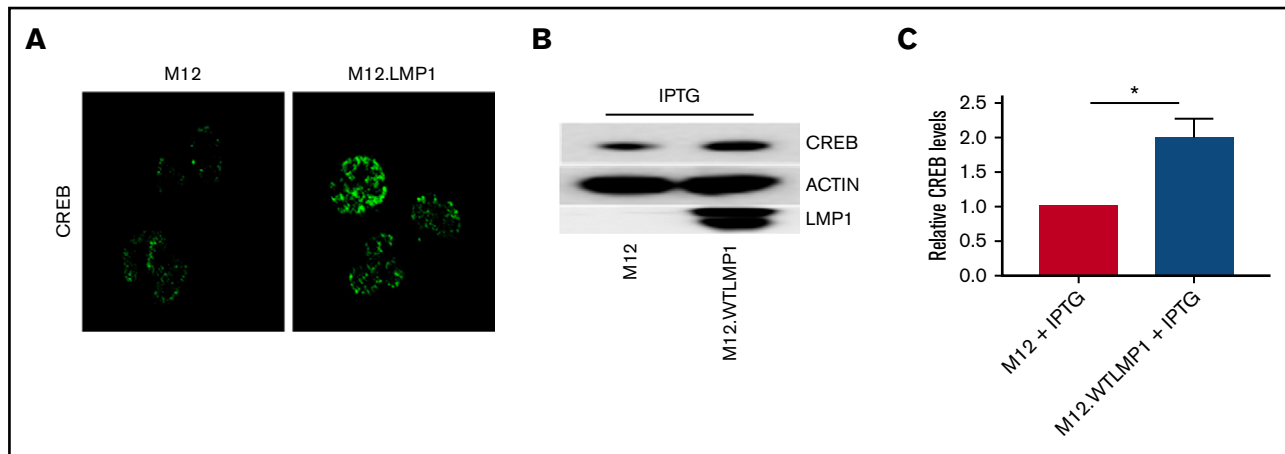 A
M12
M12.LMP1
CREB
B
IPTG
CREB
ACTIN
LMP1
M12
M12.WTLMP1
C
*
Relative CREB levels
2.5
2.0
1.5
1.0
0.5
0.0
M12 + IPTG
M12.WTLMP1 + IPTG